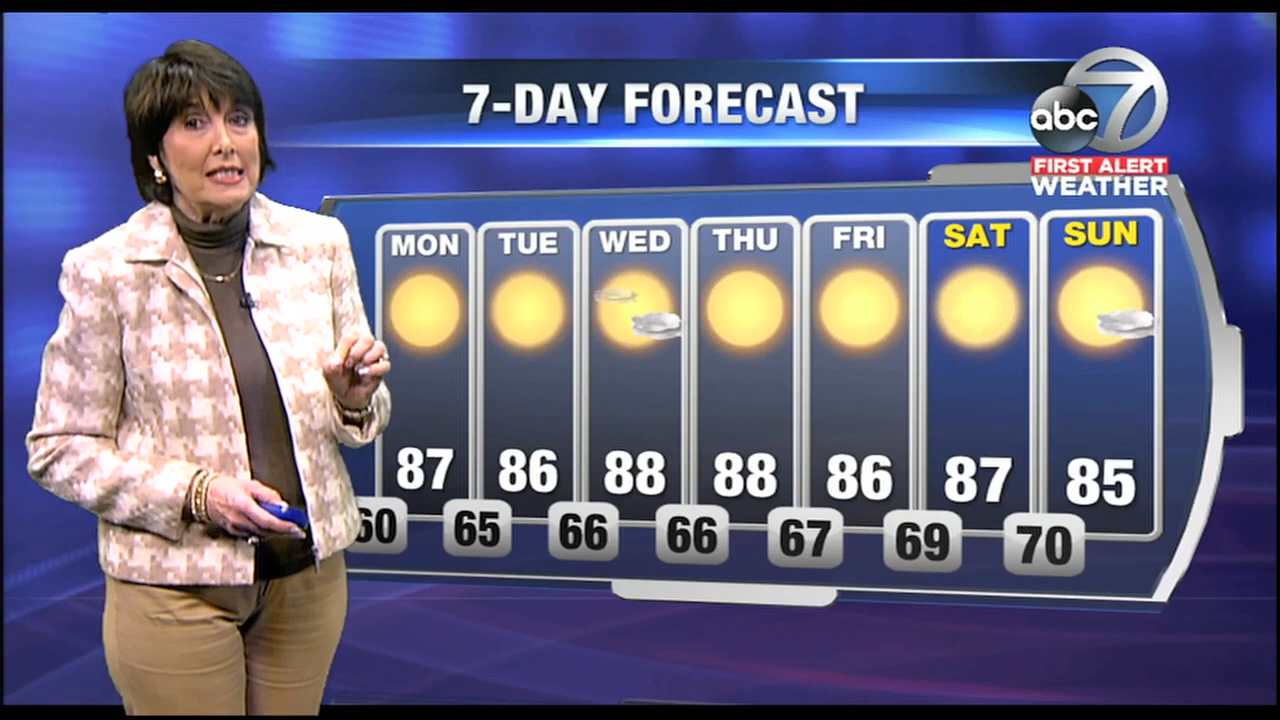 7-DAY FORECAST
abc 7
FIRST ALERT
WEATHER
MON TUE WED THU FRI SAT SUN
87 86 88 88 86 87 85
60 65 66 66 67 69 70